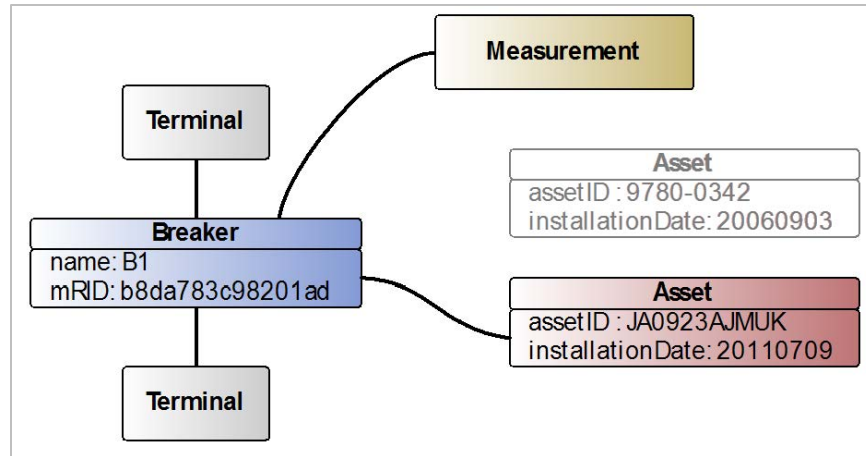 Measurement
Terminal
Asset
assetID : 9780-0342
installationDate: 20060903
Breaker
name: B1
mRID: b8da783c98201ad
Asset
assetID : JA0923AJMUK
installationDate: 20110709
Terminal